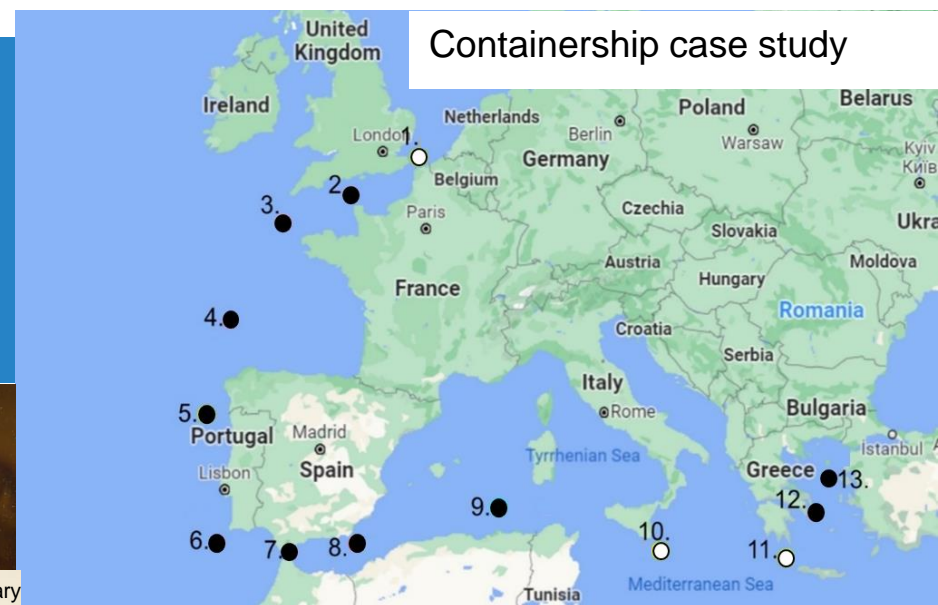 Containership case study
United
Kingdom
Ireland
London
1.
Netherlands
Berlin
Poland
Warsaw
Belarus
Germany
Belgium
Kyiv
Київ
2.
3.
Paris
Czechia
Slovakia
Ukra
Austria
Moldova
France
Hungary
Romania
4.
Croatia
Serbia
Italy
Rome
Bulgaria
5.
Portugal
Madrid
Istanbul
Lisbon
Spain
Tyrrhenian Sea
Greece
13.
12.
9.
6.
7.
8.
10.
11.
Mediterranean Sea
Tunisia
ary